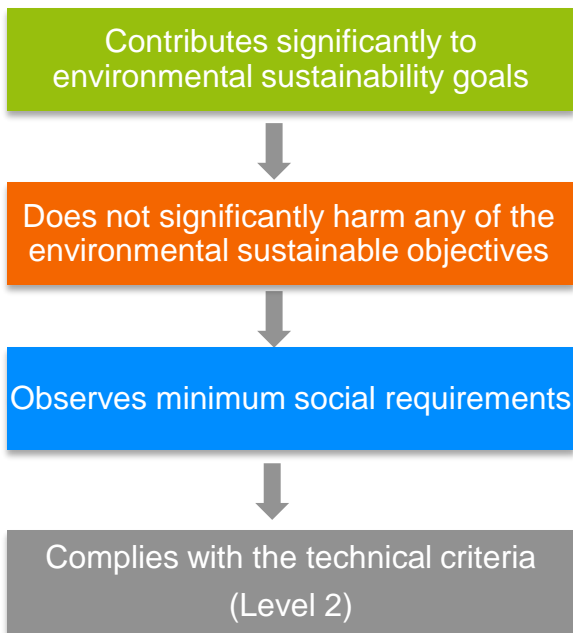 Contributes significantly to
environmental sustainability goals
Does not significantly harm any of the
environmental sustainable objectives
Observes minimum social requirements
Complies with the technical criteria
(Level 2)